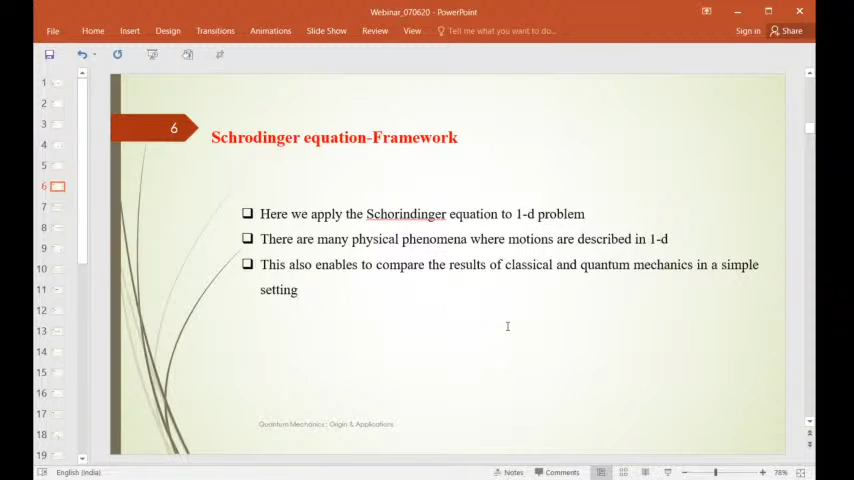 Webinar_070620 - PowerPoint
File Home Insert Design Transitions Animations Slide Show Review View Tell me what you want to do... Sign in Share
1
2
3
4
5
6
7
8
9
10
11
12
13
14
15
16
17
18
19
6
Schrodinger equation-Framework
Here we apply the Schorindinger equation to 1-d problem
There are many physical phenomena where motions are described in 1-d
This also enables to compare the results of classical and quantum mechanics in a simple
setting
Quantum Mechanics : Origin & Applications
English (India) Notes Comments 78%